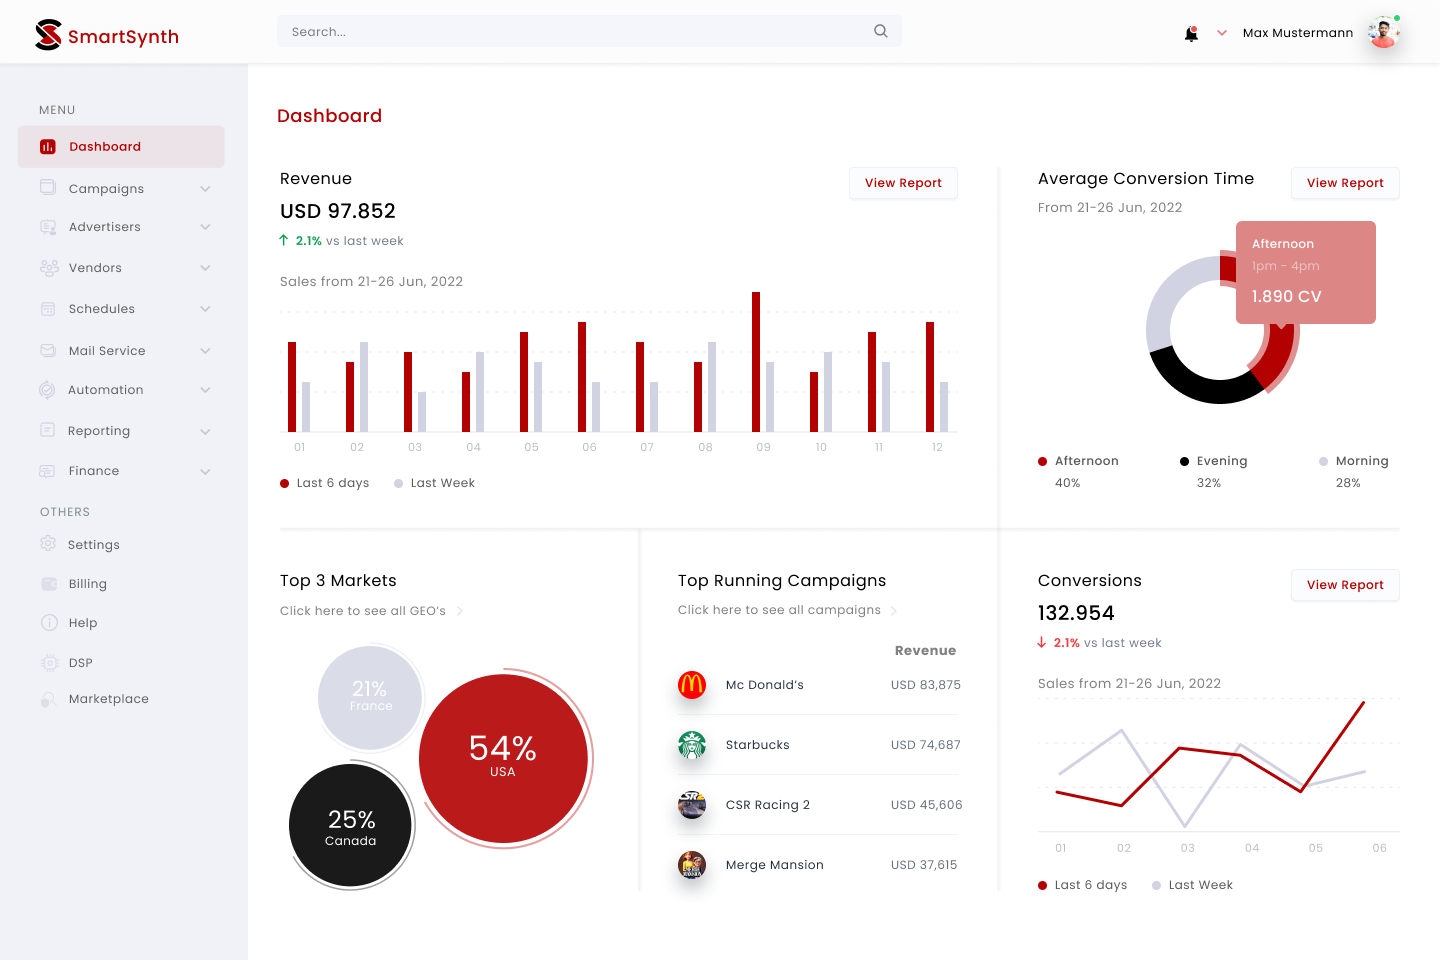 SmartSynth
Search...
Max Mustermann
MENU
Dashboard
Campaigns
Advertisers
Vendors
Schedules
Mail Service
Automation
Reporting
Finance
OTHERS
Settings
Billing
Help
DSP
Marketplace
Dashboard
Revenue
View Report
USD 97.852
2.1% vs last week
Sales from 21-26 Jun, 2022
01 02 03 04 05 06 07 08 09 10 11 12
Last 6 days Last Week
Average Conversion Time
View Report
From 21-26 Jun, 2022
Afternoon
1pm - 4pm
1.890 CV
Afternoon Evening Morning
40% 32% 28%
Top 3 Markets
Click here to see all GEO's
21%
France
54%
USA
25%
Canada
Top Running Campaigns
Click here to see all campaigns
Revenue
Mc Donald's USD 83,875
Starbucks USD 74,687
CSR Racing 2 USD 45,606
Merge Mansion USD 37,615
Conversions
View Report
132.954
2.1% vs last week
Sales from 21-26 Jun, 2022
01 02 03 04 05 06
Last 6 days Last Week